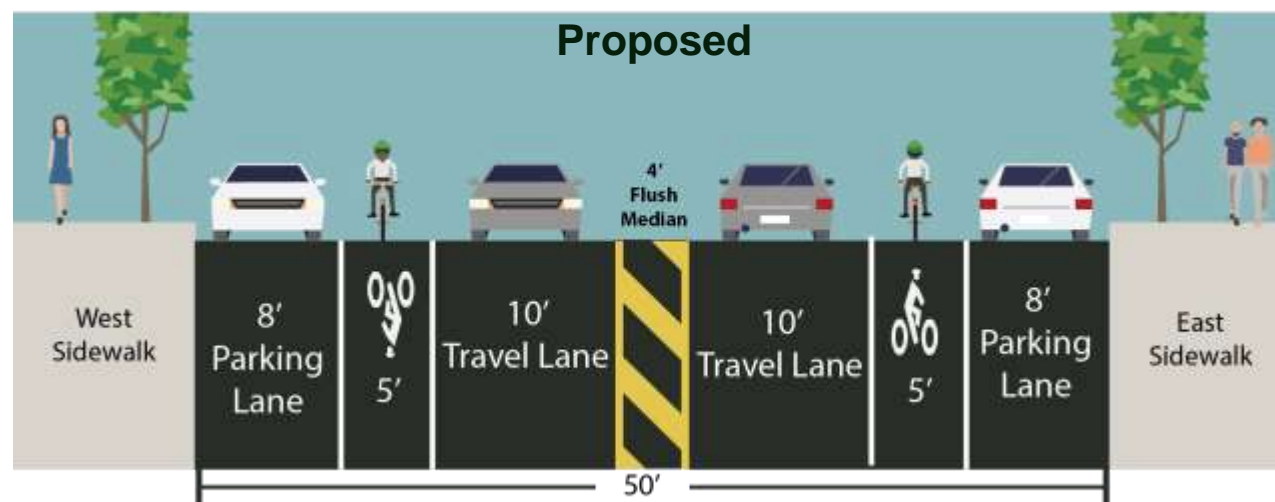 Proposed
4'
Flush
Median
West
Sidewalk
8'
Parking
Lane
5'
10'
Travel Lane
10'
Travel Lane
5'
8'
Parking
Lane
East
Sidewalk
50'